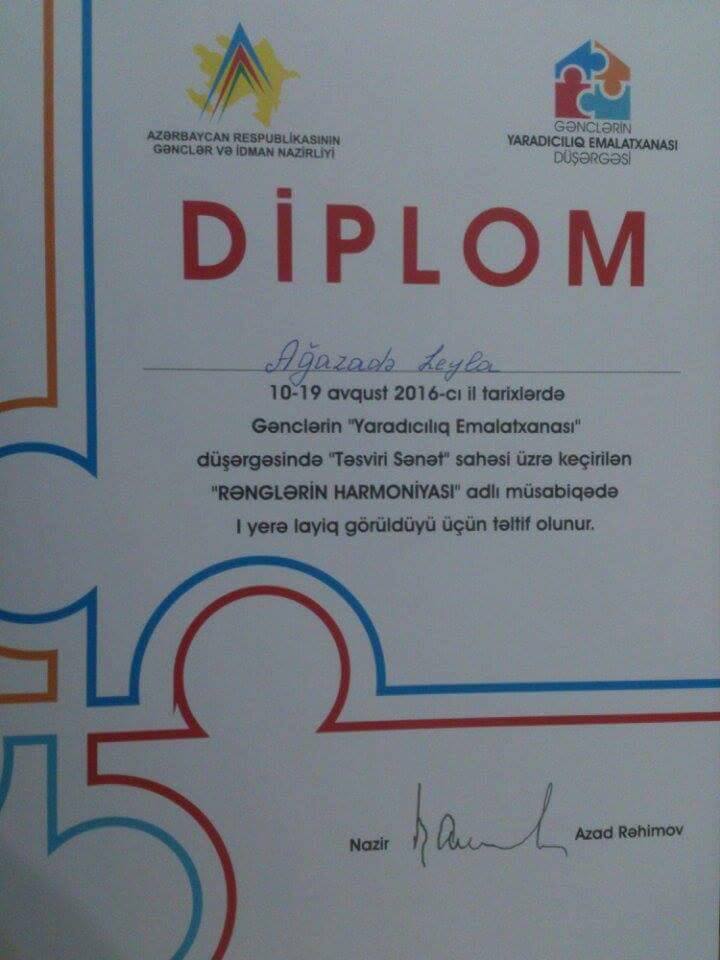 AZƏRBAYCAN RESPUBLİKASININ
GƏNCLƏR VƏ İDMAN NAZİRLİYİ
GƏNCLƏRİN
YARADICILIQ EMALATXANASI
DÜŞƏRGƏSİ
DİPLOM
Ağazadə Leyla
10-19 avqust 2016-cı il tarixlərdə
Gənclərin "Yaradıcılıq Emalatxanası"
düşərgəsində "Təsviri Sənət" sahəsi üzrə keçirilən
"RƏNGLƏRİN HARMONİYASI" adlı müsabiqədə
I yerə layiq görüldüyü üçün təltif olunur.
Nazir Azad Rəhimov